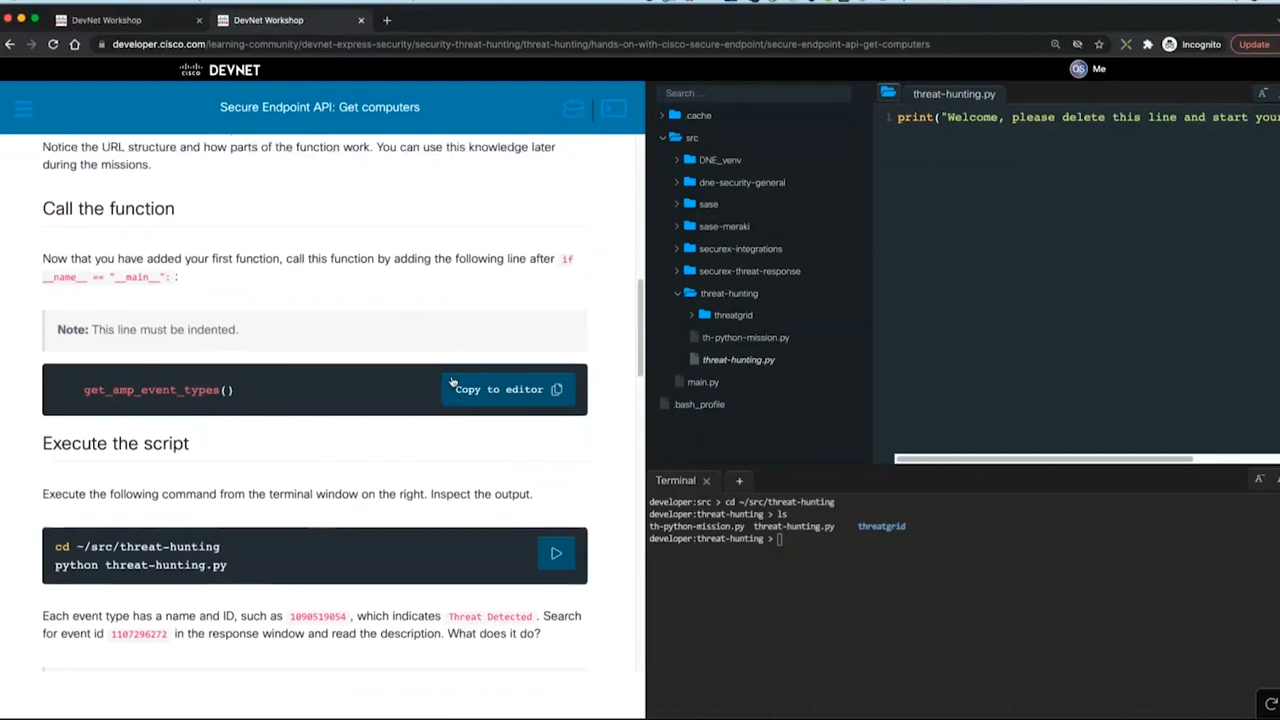 DevNet Workshop
DevNet Workshop
developer.cisco.com/learning-community/devnet-express-security/security-threat-hunting/threat-hunting/hands-on-with-cisco-secure-endpoint/secure-endpoint-api-get-computers
Incognito
Update
CISCO DEVNET
OS Me
Secure Endpoint API: Get computers
Notice the URL structure and how parts of the function work. You can use this knowledge later
during the missions.
Call the function
Now that you have added your first function, call this function by adding the following line after if
__name__ == "__main__": :
Note: This line must be indented.
get_amp_event_types()
Copy to editor
Execute the script
Execute the following command from the terminal window on the right. Inspect the output.
cd ~/src/threat-hunting
python threat-hunting.py
Each event type has a name and ID, such as 1090519054 , which indicates Threat Detected . Search
for event id 1107296272 in the response window and read the description. What does it do?
Search ...
.cache
src
DNE_venv
dne-security-general
sase
sase-meraki
securex-integrations
securex-threat-response
threat-hunting
threatgrid
th-python-mission.py
threat-hunting.py
main.py
.bash_profile
threat-hunting.py
A
1 print("Welcome, please delete this line and start your
Terminal
A
developer:src > cd ~/src/threat-hunting
developer:threat-hunting > ls
th-python-mission.py threat-hunting.py threatgrid
developer:threat-hunting >